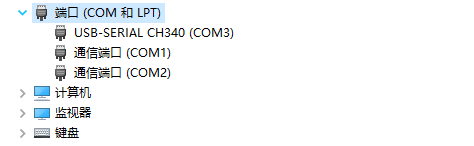 端口 (COM 和 LPT)
USB-SERIAL CH340 (COM3)
通信端口 (COM1)
通信端口 (COM2)
计算机
监视器
键盘